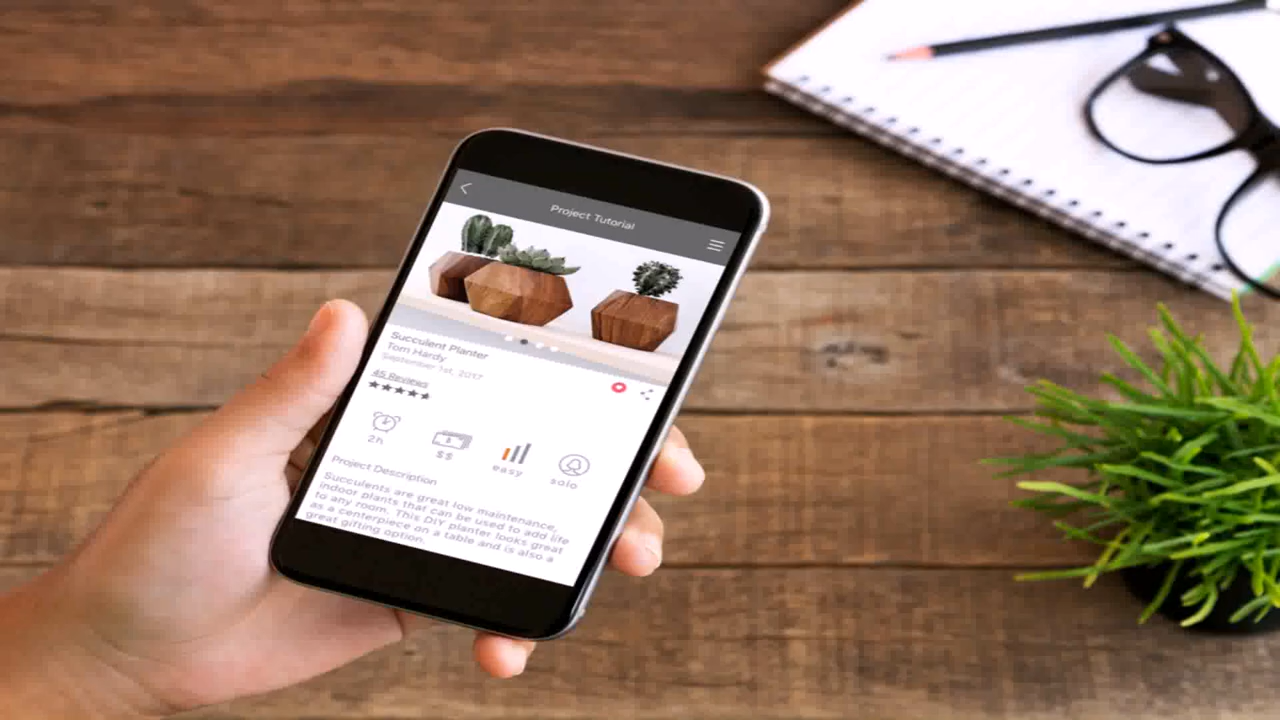 Project Tutorial
Succulent Planter
Tom Hardy
September 1st, 2017
45 Reviews
2h
$$
easy
solo
Project Description
Succulents are great low maintenance,
indoor plants that can be used to add life
to any room. This DIY planter looks great
as a centerpiece on a table and is also a
great gifting option.